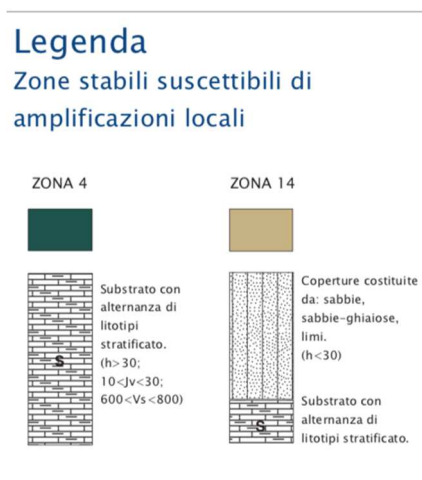 Legenda
Zone stabili suscettibili di
amplificazioni locali
ZONA 4
Substrato con
alternanza di
litotipi
stratificato.
(h>30;
10<Jv<30;
600<Vs<800)
S
ZONA 14
Coperture costituite
da: sabbie,
sabbie-ghiaiose,
limi.
(h<30)
Substrato con
alternanza di
litotipi stratificato.
S